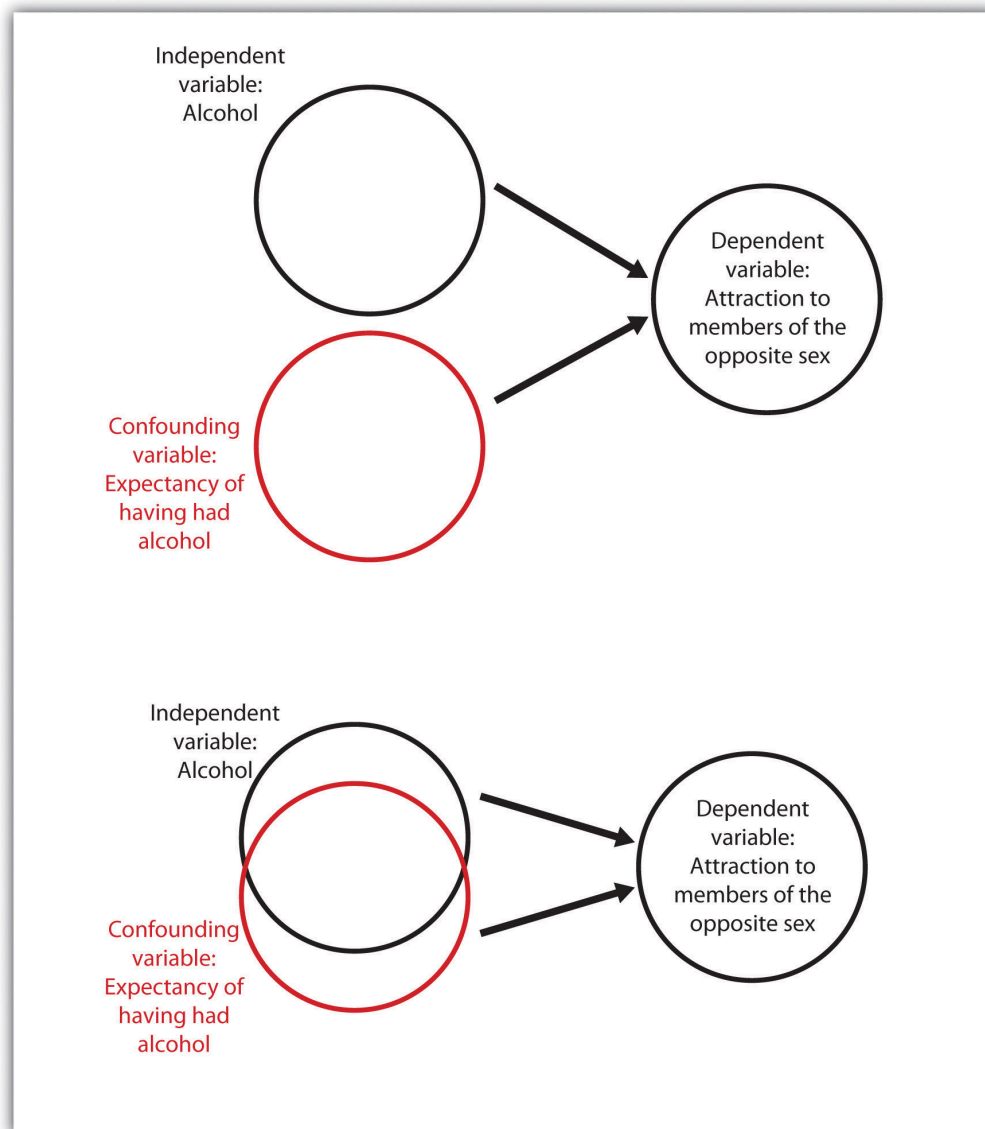 Independent
variable:
Alcohol
Dependent
variable:
Attraction to
members of the
opposite sex
Confounding
variable:
Expectancy of
having had
alcohol
Independent
variable:
Alcohol
Dependent
variable:
Attraction to
members of the
opposite sex
Confounding
variable:
Expectancy of
having had
alcohol